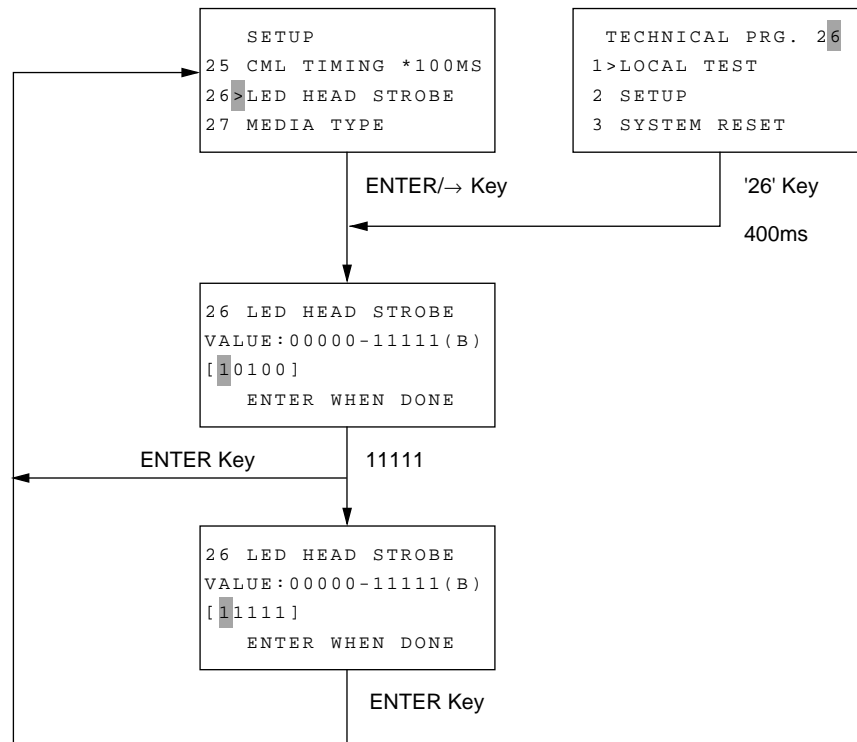 SETUP
25 CML TIMING *100MS
26>LED HEAD STROBE
27 MEDIA TYPE
TECHNICAL PRG. 26
1>LOCAL TEST
2 SETUP
3 SYSTEM RESET
ENTER/→ Key
'26' Key
400ms
26 LED HEAD STROBE
VALUE:00000-11111(B)
[10100]
ENTER WHEN DONE
ENTER Key
11111
26 LED HEAD STROBE
VALUE:00000-11111(B)
[11111]
ENTER WHEN DONE
ENTER Key